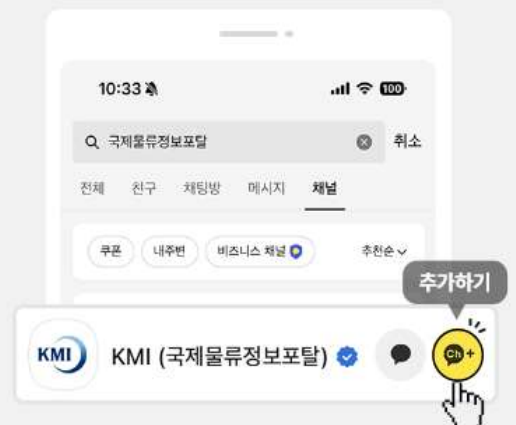 10:33 100
국제물류정보포탈 취소
전체 친구 채팅방 메시지 채널
쿠폰 내주변 비즈니스 채널 추천순
추가하기
KMI KMI (국제물류정보포탈) Ch+